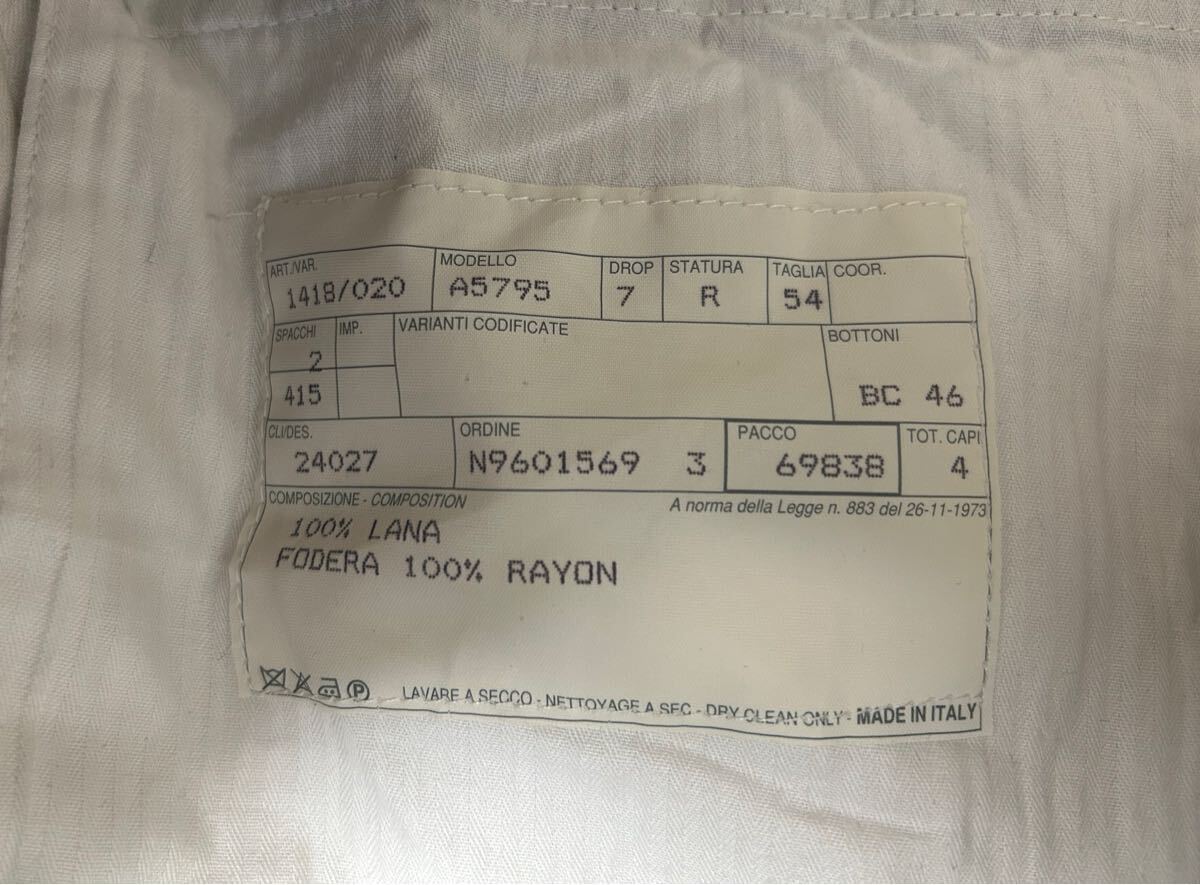 ART./VAR. MODELLO DROP STATURA TAGLIA COOR.
1418/020 A5795 7 R 54
SPACCHI IMP. VARIANTI CODIFICATE BOTTONI
2
415 BC 46
CLI/DES. ORDINE PACCO TOT. CAPI
24027 N9601569 3 69838 4
COMPOSIZIONE - COMPOSITION A norma della Legge n. 883 del 26-11-1973
100% LANA
FODERA 100% RAYON
P LAVARE A SECCO - NETTOYAGE A SEC - DRY CLEAN ONLY - MADE IN ITALY